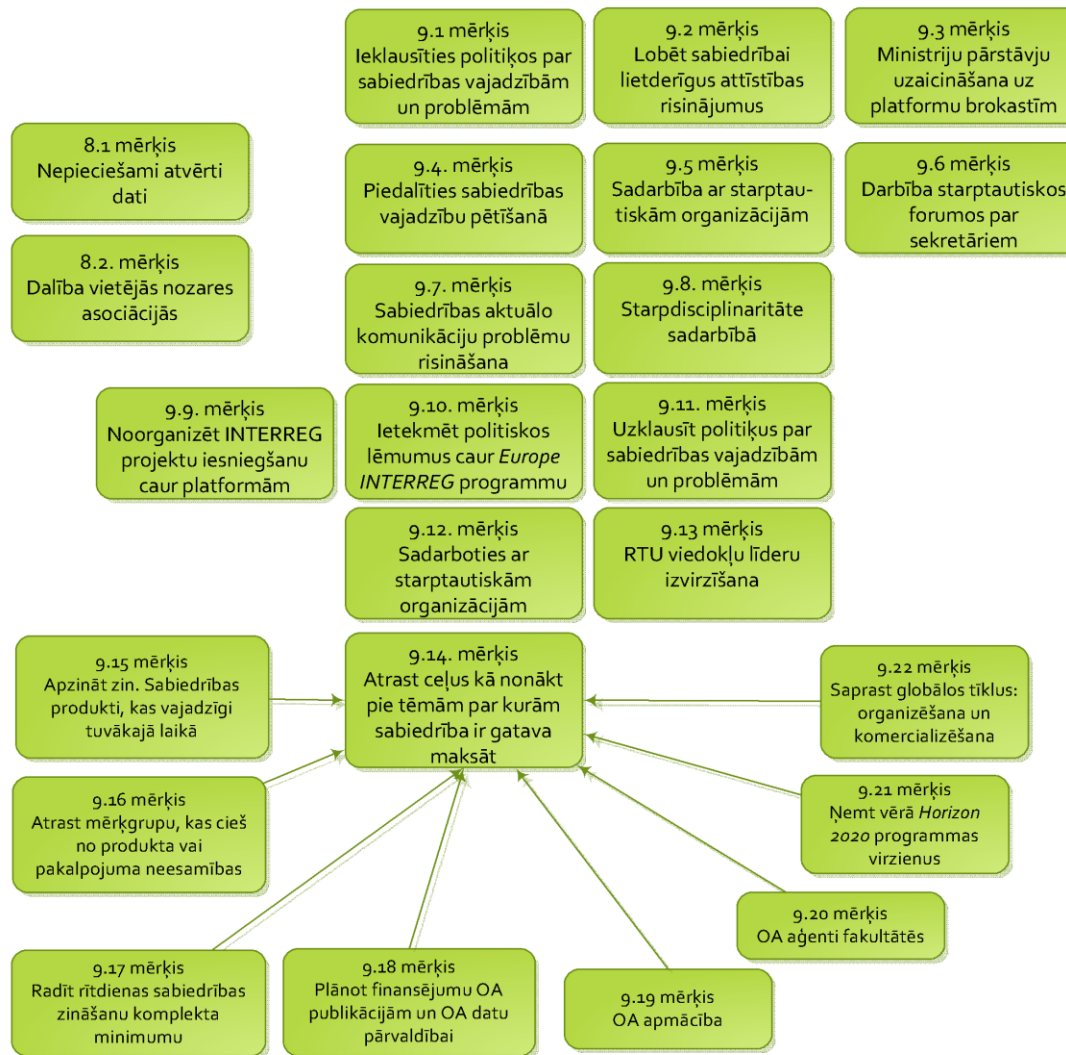 9.1 mērķis
Ieklausīties politiķos par
sabiedrības vajadzībām
un problēmām
9.2 mērķis
Lobēt sabiedrībai
lietderīgus attīstības
risinājumus
9.3 mērķis
Ministriju pārstāvju
uzaicināšana uz
platformu brokastīm
8.1 mērķis
Nepieciešami atvērti
dati
9.4. mērķis
Piedalīties sabiedrības
vajadzību pētīšanā
9.5 mērķis
Sadarbība ar starptau-
tiskām organizācijām
9.6 mērķis
Darbība starptautiskos
forumos par
sekretāriem
8.2. mērķis
Dalība vietējās nozares
asociācijās
9.7. mērķis
Sabiedrības aktuālo
komunikāciju problēmu
risināšana
9.8. mērķis
Starpdisciplinaritāte
sadarbībā
9.9. mērķis
Noorganizēt INTERREG
projektu iesniegšanu
caur platformām
9.10. mērķis
Ietekmēt politiskos
lēmumus caur Europe
INTERREG programmu
9.11. mērķis
Uzklausīt politiķus par
sabiedrības vajadzībām
un problēmām
9.12. mērķis
Sadarboties ar
starptautiskām
organizācijām
9.13 mērķis
RTU viedokļu līderu
izvirzīšana
9.15 mērķis
Apzināt zin. Sabiedrības
produkti, kas vajadzīgi
tuvākajā laikā
9.14. mērķis
Atrast ceļus kā nonākt
pie tēmām par kurām
sabiedrība ir gatava
maksāt
9.22 mērķis
Saprast globālos tīklus:
organizēšana un
komercializēšana
9.16 mērķis
Atrast mērķgrupu, kas cieš
no produkta vai
pakalpojuma neesamības
9.21 mērķis
Ņemt vērā Horizon
2020 programmas
virzienus
9.20 mērķis
OA aģenti fakultātēs
9.17 mērķis
Radīt rītdienas sabiedrības
zināšanu komplekta
minimumu
9.18 mērķis
Plānot finansējumu OA
publikācijām un OA datu
pārvaldībai
9.19 mērķis
OA apmācība